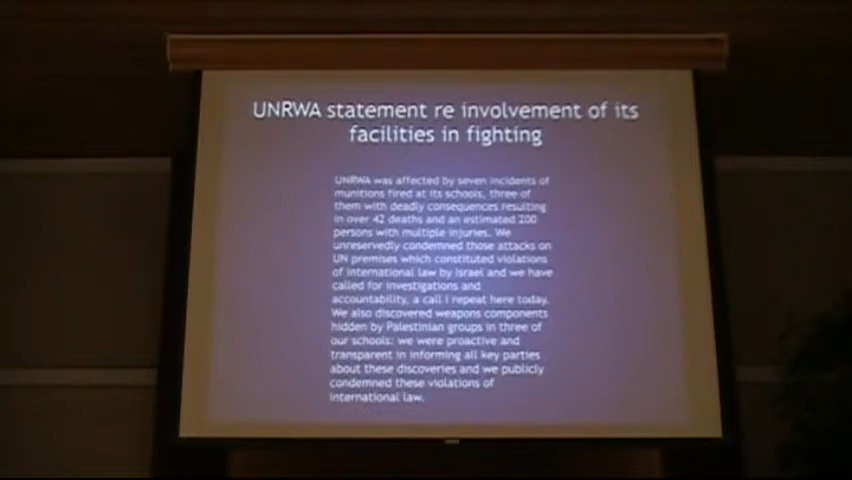 UNRWA statement re involvement of its
facilities in fighting
UNRWA was affected by seven incidents of
munitions fired at its schools, three of
them with deadly consequences resulting
in over 42 deaths and an estimated 200
persons with multiple injuries. We
unreservedly condemned those attacks on
UN premises which constituted violations
of international law by Israel and we have
called for investigations and
accountability, a call I repeat here today.
We also discovered weapons components
hidden by Palestinian groups in three of
our schools: we were proactive and
transparent in informing all key parties
about these discoveries and we publicly
condemned these violations of
international law.